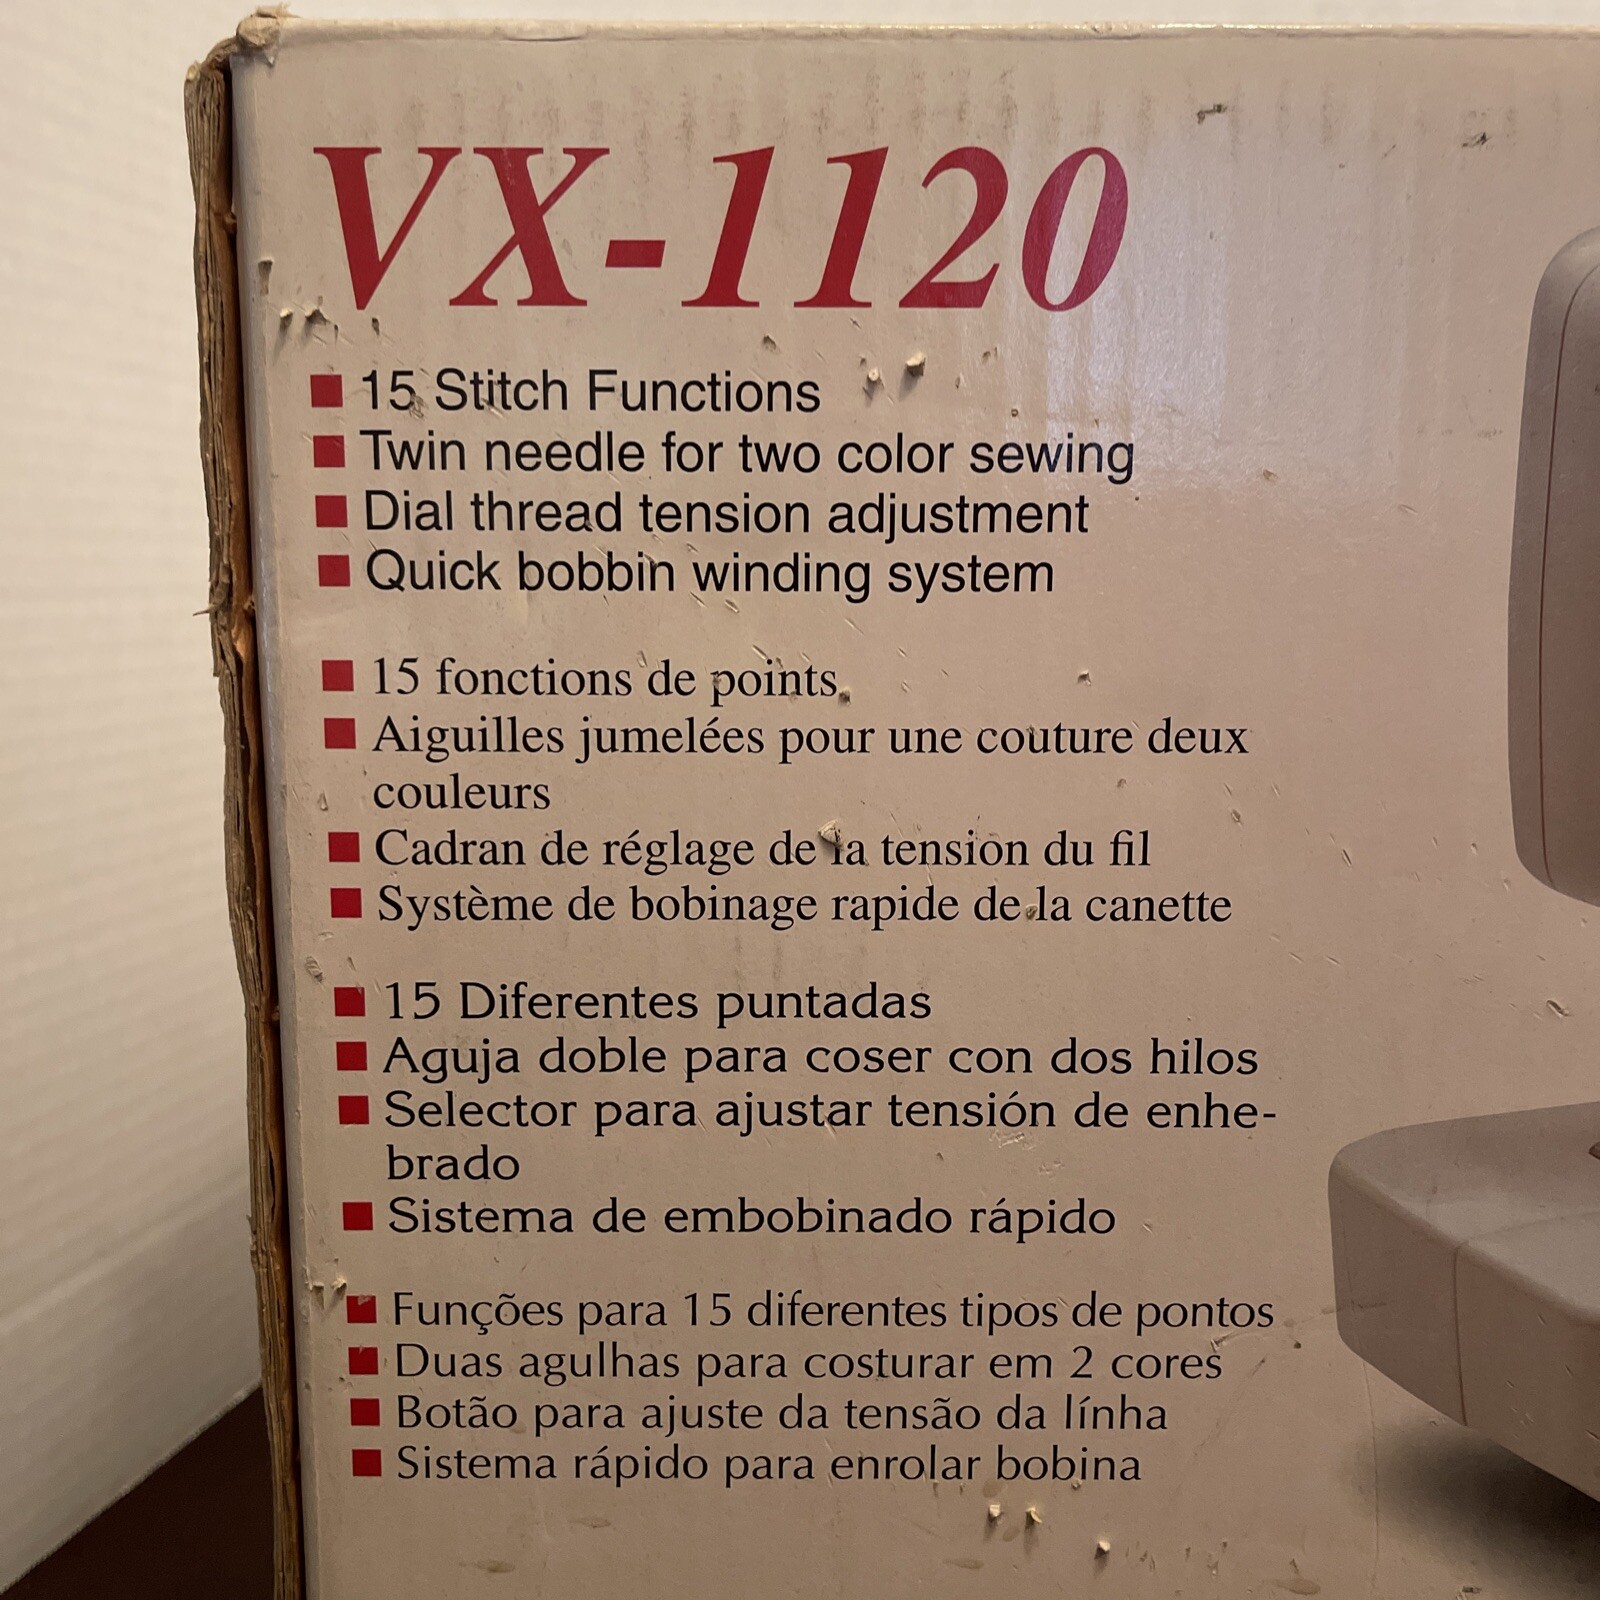 VX-1120
15 Stitch Functions
Twin needle for two color sewing
Dial thread tension adjustment
Quick bobbin winding system
15 fonctions de points
Aiguilles jumelées pour une couture deux
couleurs
Cadran de réglage de la tension du fil
Système de bobinage rapide de la canette
15 Diferentes puntadas
Aguja doble para coser con dos hilos
Selector para ajustar tensión de enhe-
brado
Sistema de embobinado rápido
Funções para 15 diferentes tipos de pontos
Duas agulhas para costurar em 2 cores
Botão para ajuste da tensão da línha
Sistema rápido para enrolar bobina